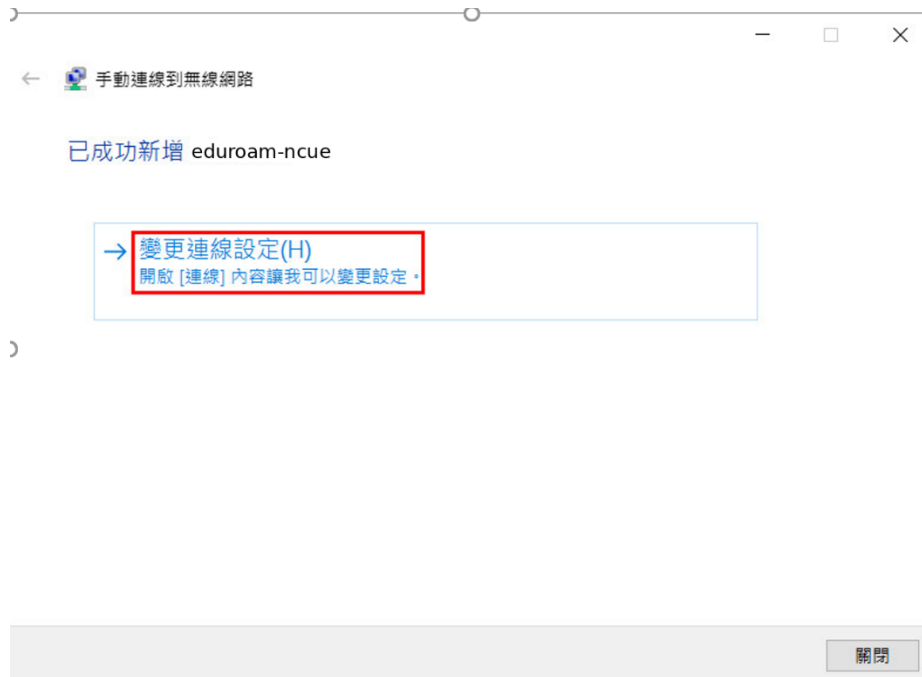 手動連線到無線網路
已成功新增 eduroam-ncue
變更連線設定(H)
開啟 [連線] 內容讓我可以變更設定。
關閉